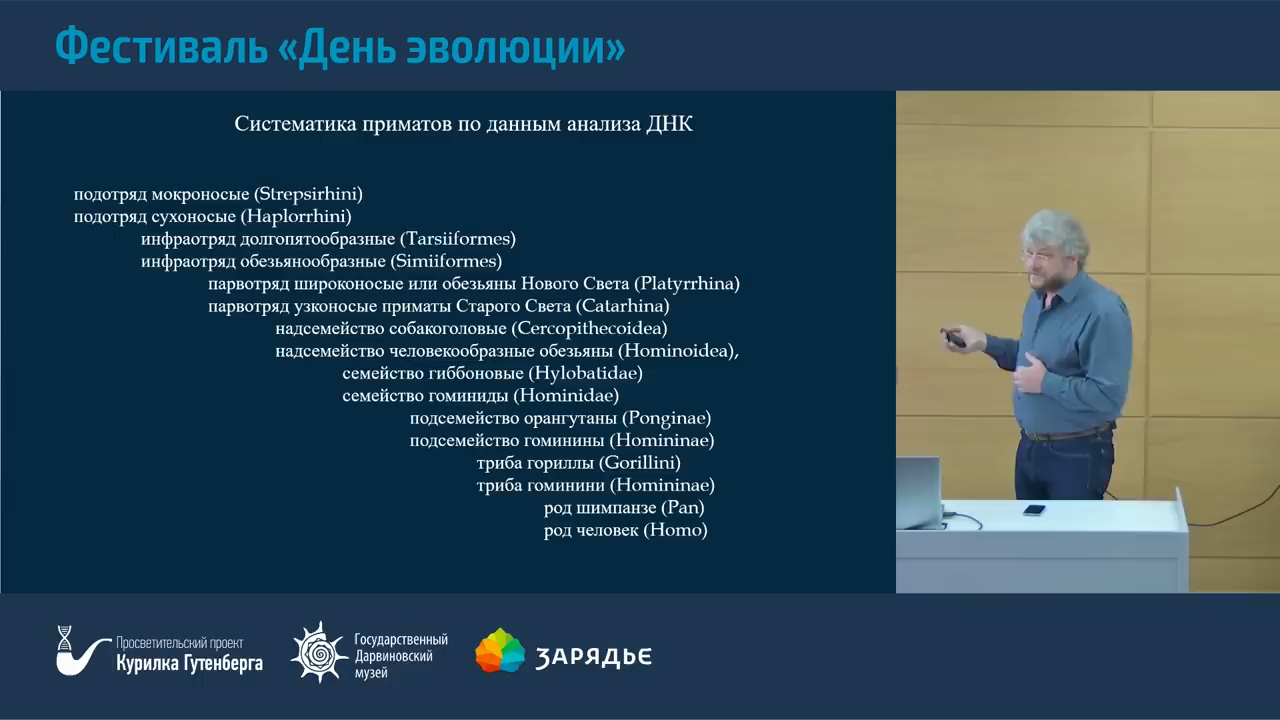 Фестиваль «День эволюции»
Систематика приматов по данным анализа ДНК
подотряд мокроносые (Strepsirhini)
подотряд сухоносые (Haplorrhini)
инфраотряд долгопятообразные (Tarsiiformes)
инфраотряд обезьянообразные (Simiiformes)
парвотряд широконосые или обезьяны Нового Света (Platyrrhina)
парвотряд узконосые приматы Старого Света (Catarhina)
надсемейство собакоголовые (Cercopithecoidea)
надсемейство человекообразные обезьяны (Hominoidea),
семейство гиббоновые (Hylobatidae)
семейство гоминиды (Hominidae)
подсемейство орангутаны (Ponginae)
подсемейство гоминины (Homininae)
триба гориллы (Gorillini)
триба гоминини (Homininae)
род шимпанзе (Pan)
род человек (Homo)
Просветительский проект
Курилка Гутенберга
Государственный
Дарвиновский
музей
ЗАРЯДЬЕ